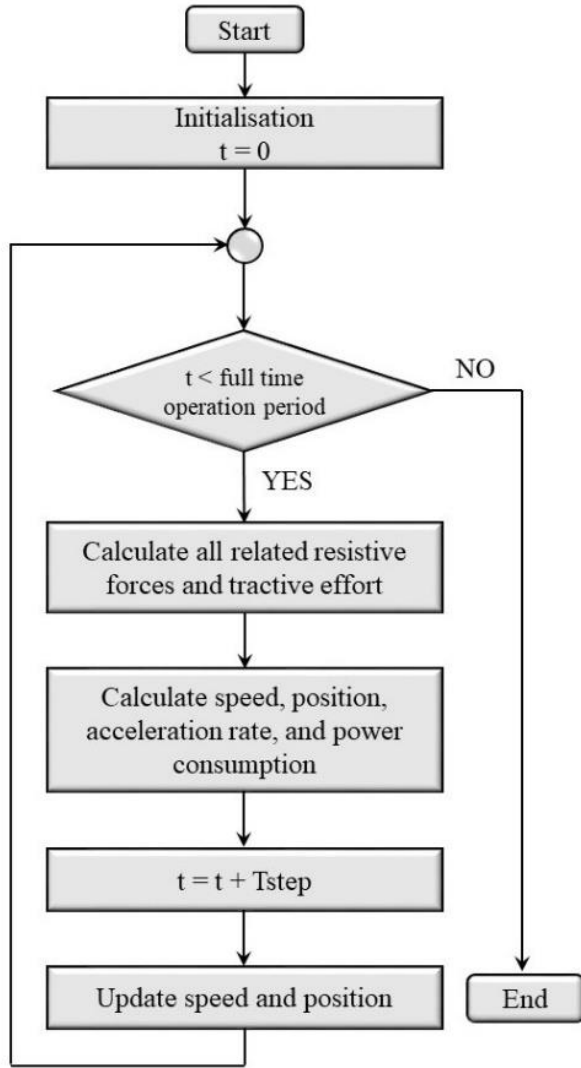 Start
Initialisation
t = 0
t < full time
operation period
NO
YES
Calculate all related resistive
forces and tractive effort
Calculate speed, position,
acceleration rate, and power
consumption
t = t + Tstep
Update speed and position
End